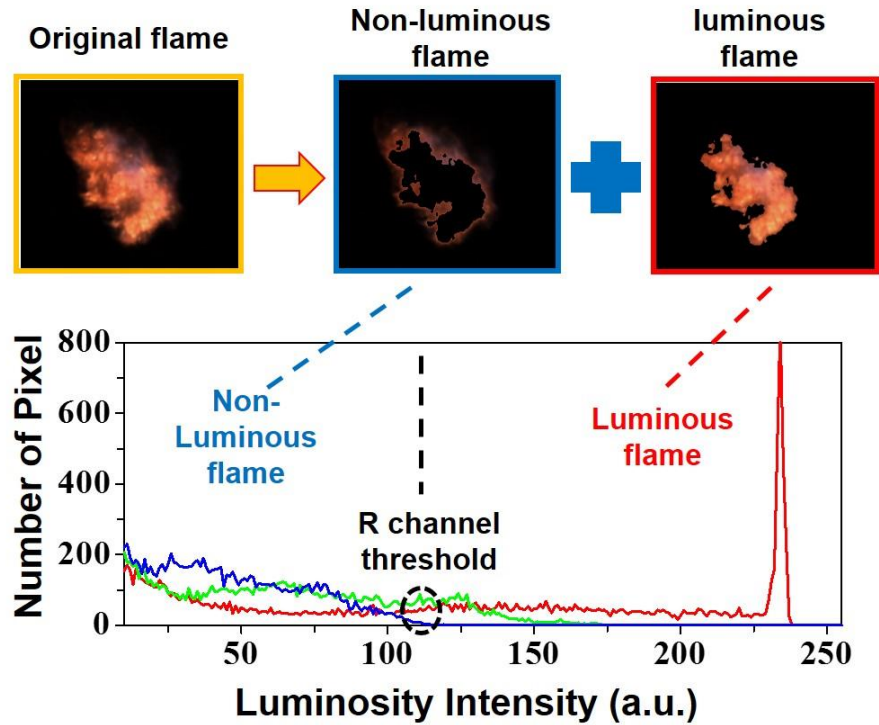 Original flame
Non-luminous
flame
luminous
flame
Number of Pixel
800
600
400
200
0
Non-
Luminous
flame
R channel
threshold
Luminous
flame
50
100
150
200
250
Luminosity Intensity (a.u.)